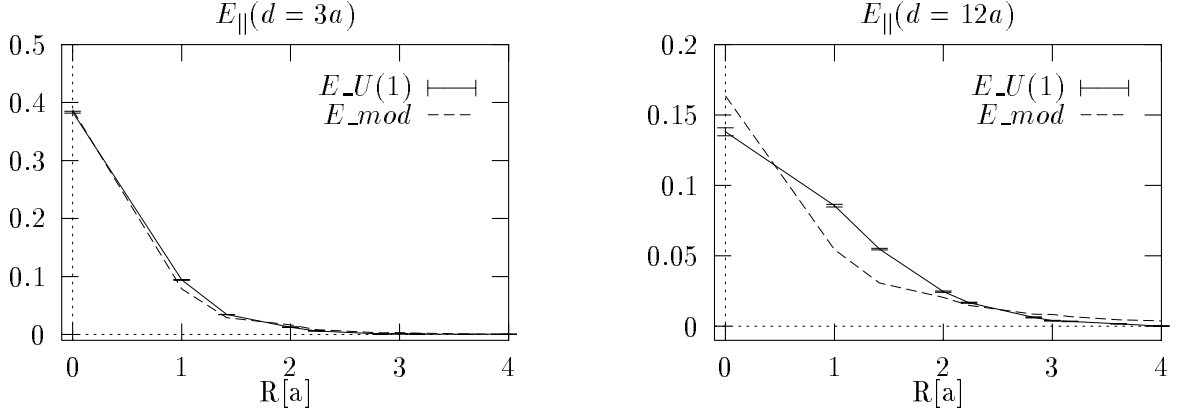 E||(d = 3a)
0.5
0.4
0.3
0.2
0.1
0
E_U(1)
E_mod
0 1 2 3 4
R[a]
E||(d = 12a)
0.2
0.15
0.1
0.05
0
E_U(1)
E_mod
0 1 2 3 4
R[a]